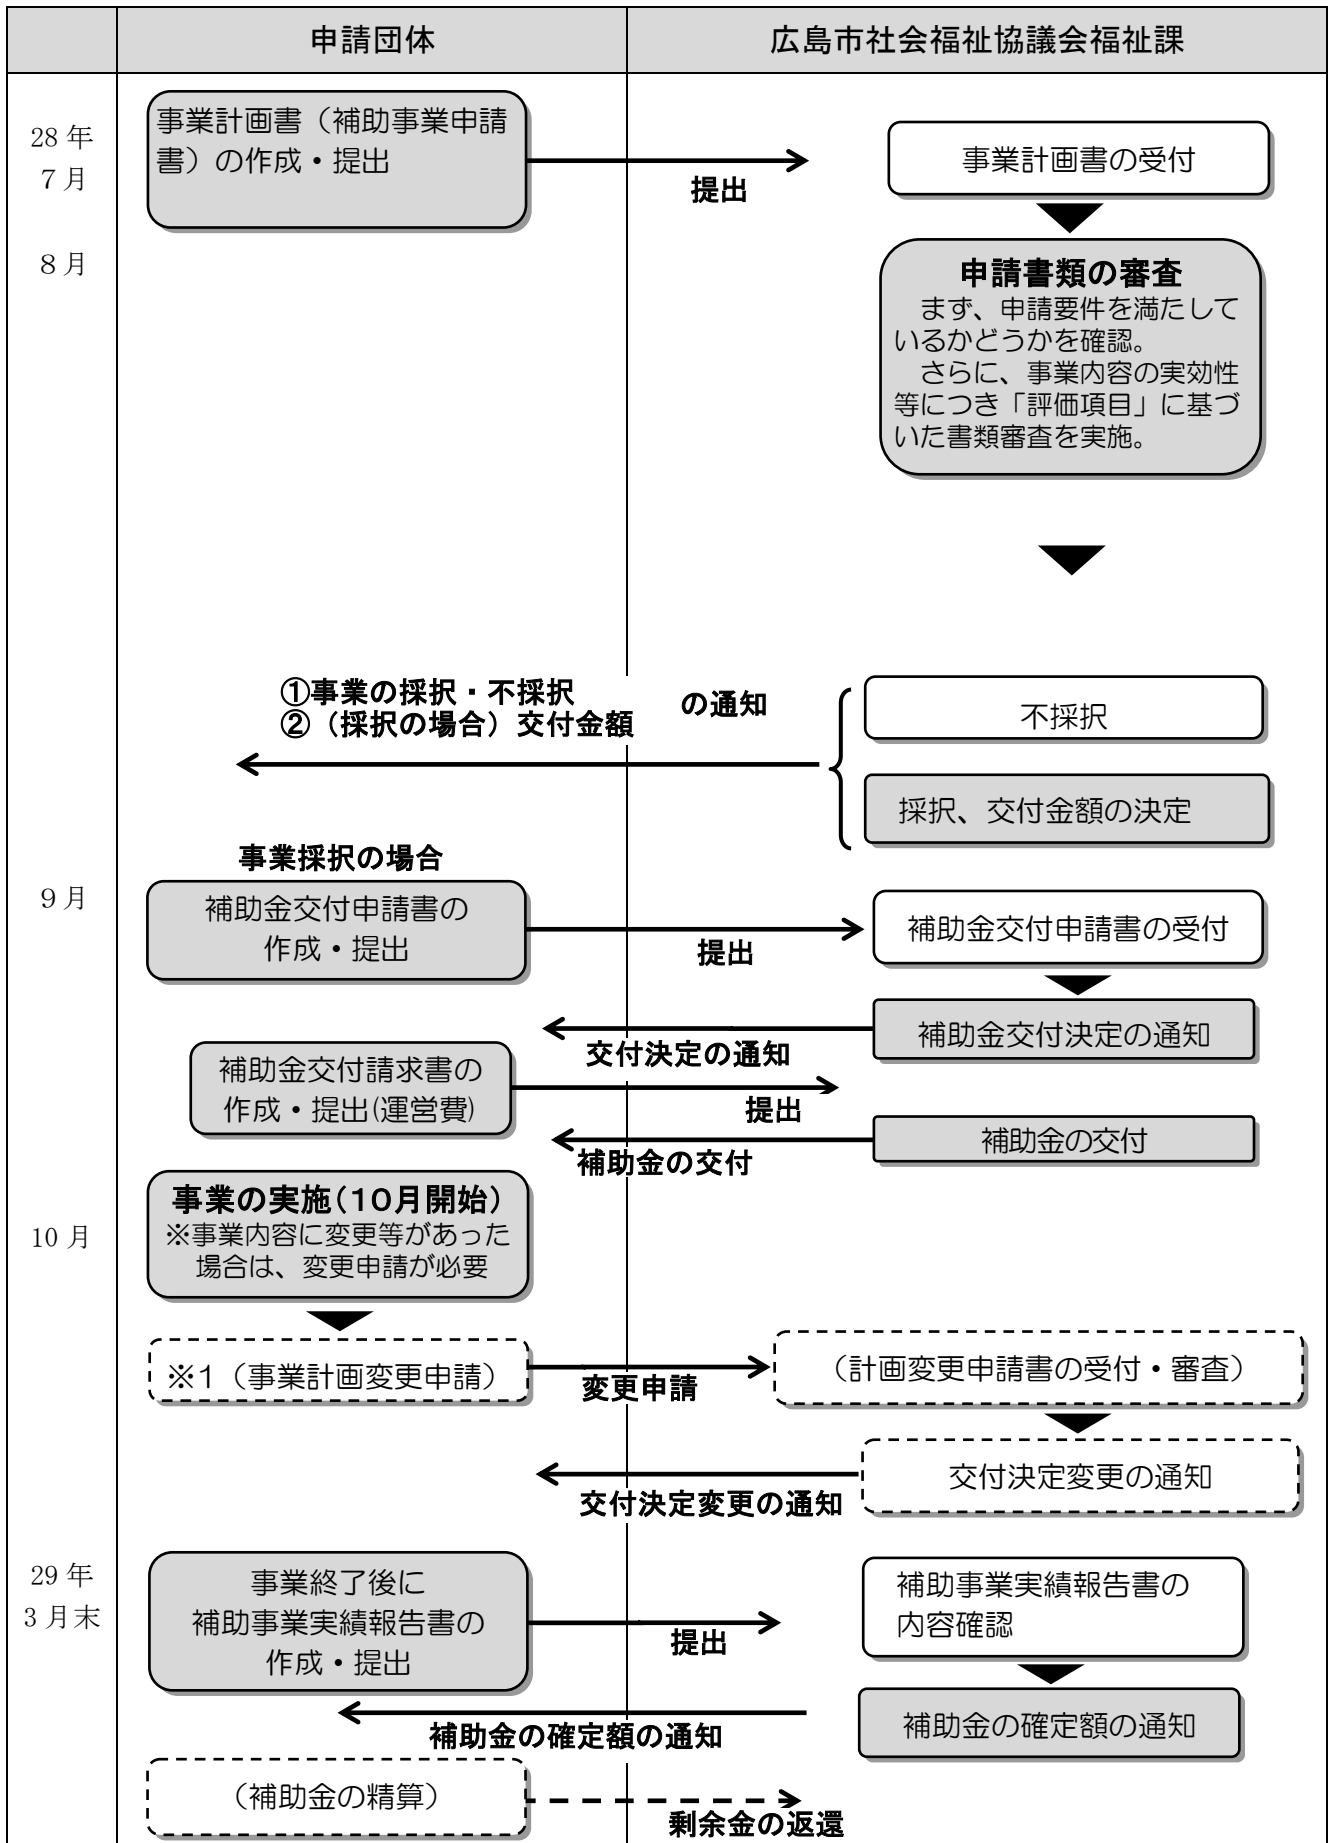 申請団体
広島市社会福祉協議会福祉課
28年
7月
事業計画書（補助事業申請
書）の作成・提出
提出
事業計画書の受付
8月
申請書類の審査
まず、申請要件を満たして
いるかどうかを確認。
さらに、事業内容の実効性
等につき「評価項目」に基づ
いた書類審査を実施。
①事業の採択・不採択
②（採択の場合）交付金額
の通知
不採択
採択、交付金額の決定
事業採択の場合
9月
補助金交付申請書の
作成・提出
提出
補助金交付申請書の受付
補助金交付決定の通知
交付決定の通知
補助金交付請求書の
作成・提出(運営費)
提出
補助金の交付
補助金の交付
10月
事業の実施（10月開始）
※事業内容に変更等があった
場合は、変更申請が必要
※1（事業計画変更申請）
変更申請
（計画変更申請書の受付・審査）
交付決定変更の通知
交付決定変更の通知
29年
3月末
事業終了後に
補助事業実績報告書の
作成・提出
提出
補助事業実績報告書の
内容確認
補助金の確定額の通知
補助金の確定額の通知
（補助金の精算）
剰余金の返還